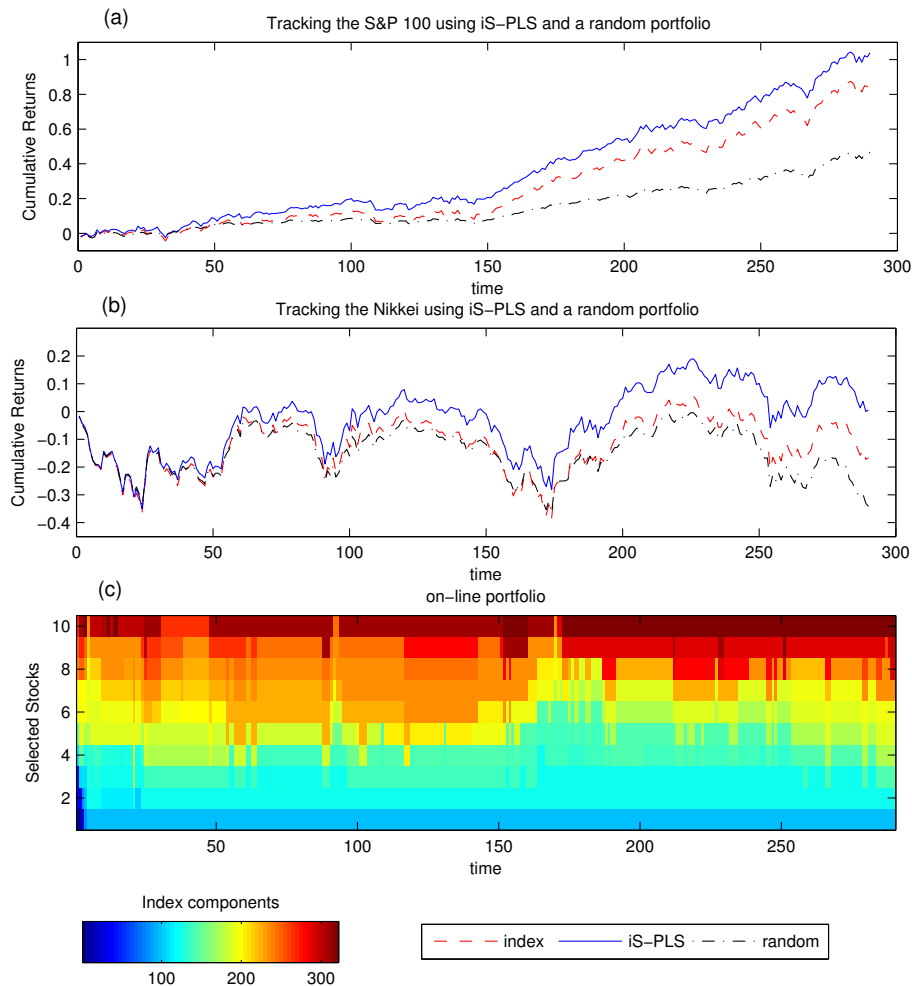 (a)
Tracking the S&P 100 using iS-PLS and a random portfolio
Cumulative Returns
1
0.8
0.6
0.4
0.2
0
0 50 100 150 200 250 300
time
(b)
Tracking the Nikkei using iS-PLS and a random portfolio
Cumulative Returns
0.2
0.1
0
−0.1
−0.2
−0.3
−0.4
0 50 100 150 200 250 300
time
(c)
on-line portfolio
Selected Stocks
10
8
6
4
2
50 100 150 200 250
time
Index components
100 200 300
index iS-PLS random